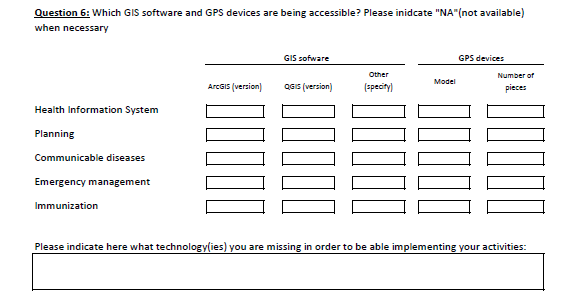 Question 6: Which GIS software and GPS devices are being accessible? Please inidcate "NA"(not available)
when necessary
GIS sofware GPS devices
ArcGIS (version) QGIS (version) Other (specify) Model Number of pieces
Health Information System
Planning
Communicable diseases
Emergency management
Immunization
Please indicate here what technology(ies) you are missing in order to be able implementing your activities: